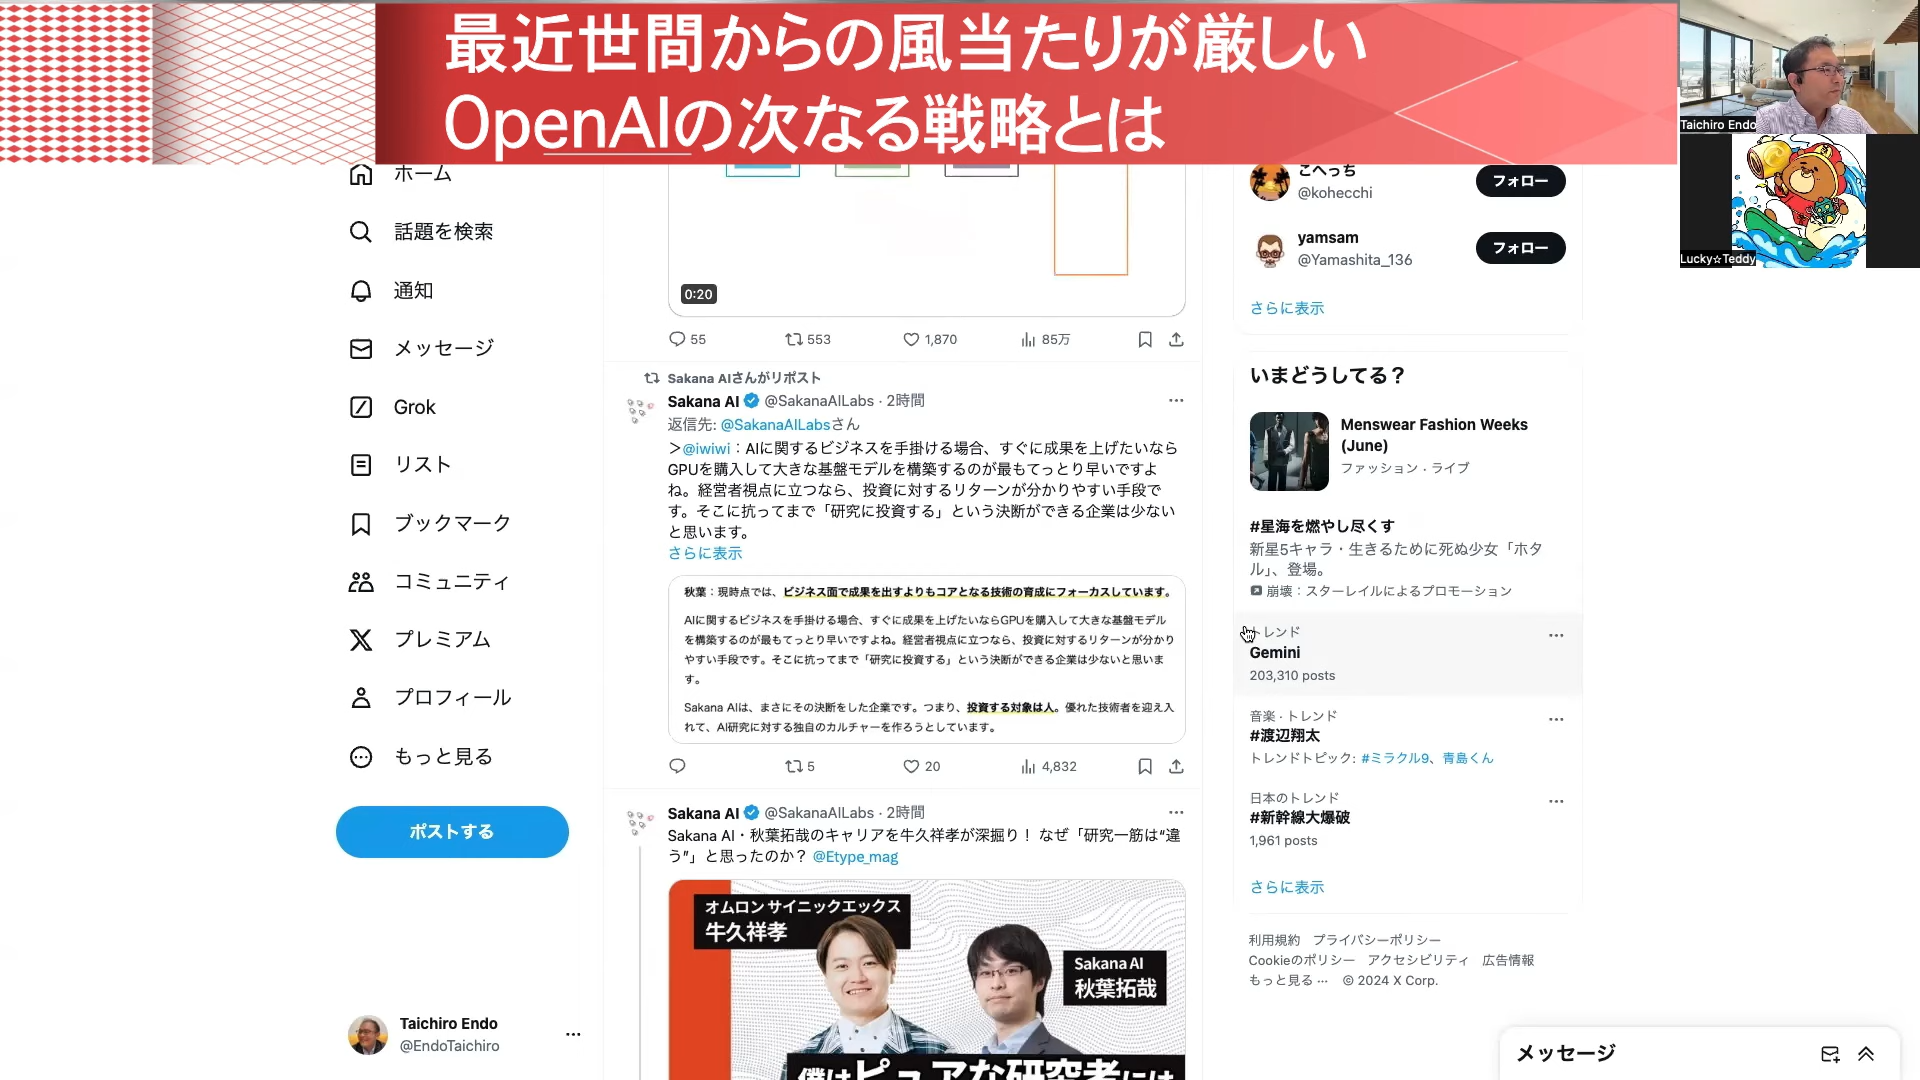 最近世間からの風当たりが厳しい
OpenAIの次なる戦略とは
Taichiro Endo
Lucky☆Teddy
ホーム
話題を検索
通知
メッセージ
Grok
リスト
ブックマーク
コミュニティ
プレミアム
プロフィール
もっと見る
ポストする
Taichiro Endo
@EndoTaichiro
0:20
55 553 1,870 85万
Sakana AIさんがリポスト
Sakana AI @SakanaAILabs · 2時間
返信先: @SakanaAILabsさん
＞@iwiwi：AIに関するビジネスを手掛ける場合、すぐに成果を上げたいなら
GPUを購入して大きな基盤モデルを構築するのが最もてっとり早いですよ
ね。経営者視点に立つなら、投資に対するリターンが分かりやすい手段で
す。そこに抗ってまで「研究に投資する」という決断ができる企業は少ない
と思います。
さらに表示
秋葉：現時点では、ビジネス面で成果を出すよりもコアとなる技術の育成にフォーカスしています。
AIに関するビジネスを手掛ける場合、すぐに成果を上げたいならGPUを購入して大きな基盤モデル
を構築するのが最もてっとり早いですよね。経営者視点に立つなら、投資に対するリターンが分かり
やすい手段です。そこに抗ってまで「研究に投資する」という決断ができる企業は少ないと思いま
す。
Sakana AIは、まさにその決断をした企業です。つまり、投資する対象は人。優れた技術者を迎え入
れて、AI研究に対する独自のカルチャーを作ろうとしています。
5 20 4,832
Sakana AI @SakanaAILabs · 2時間
Sakana AI・秋葉拓哉のキャリアを牛久祥孝が深掘り！ なぜ「研究一筋は“違
う”」と思ったのか？ @Etype_mag
オムロン サイニックエックス
牛久祥孝
Sakana AI
秋葉拓哉
僕はピュアな研究者には
こへっち
@kohecchi
フォロー
yamsam
@Yamashita_136
フォロー
さらに表示
いまどうしてる？
Menswear Fashion Weeks
(June)
ファッション · ライブ
#星海を燃やし尽くす
新星5キャラ・生きるために死ぬ少女「ホタ
ル」、登場。
崩壊：スターレイルによるプロモーション
トレンド
Gemini
203,310 posts
音楽 · トレンド
#渡辺翔太
トレンドトピック: #ミラクル9、青島くん
日本のトレンド
#新幹線大爆破
1,961 posts
さらに表示
利用規約 プライバシーポリシー
Cookieのポリシー アクセシビリティ 広告情報
もっと見る … © 2024 X Corp.
メッセージ